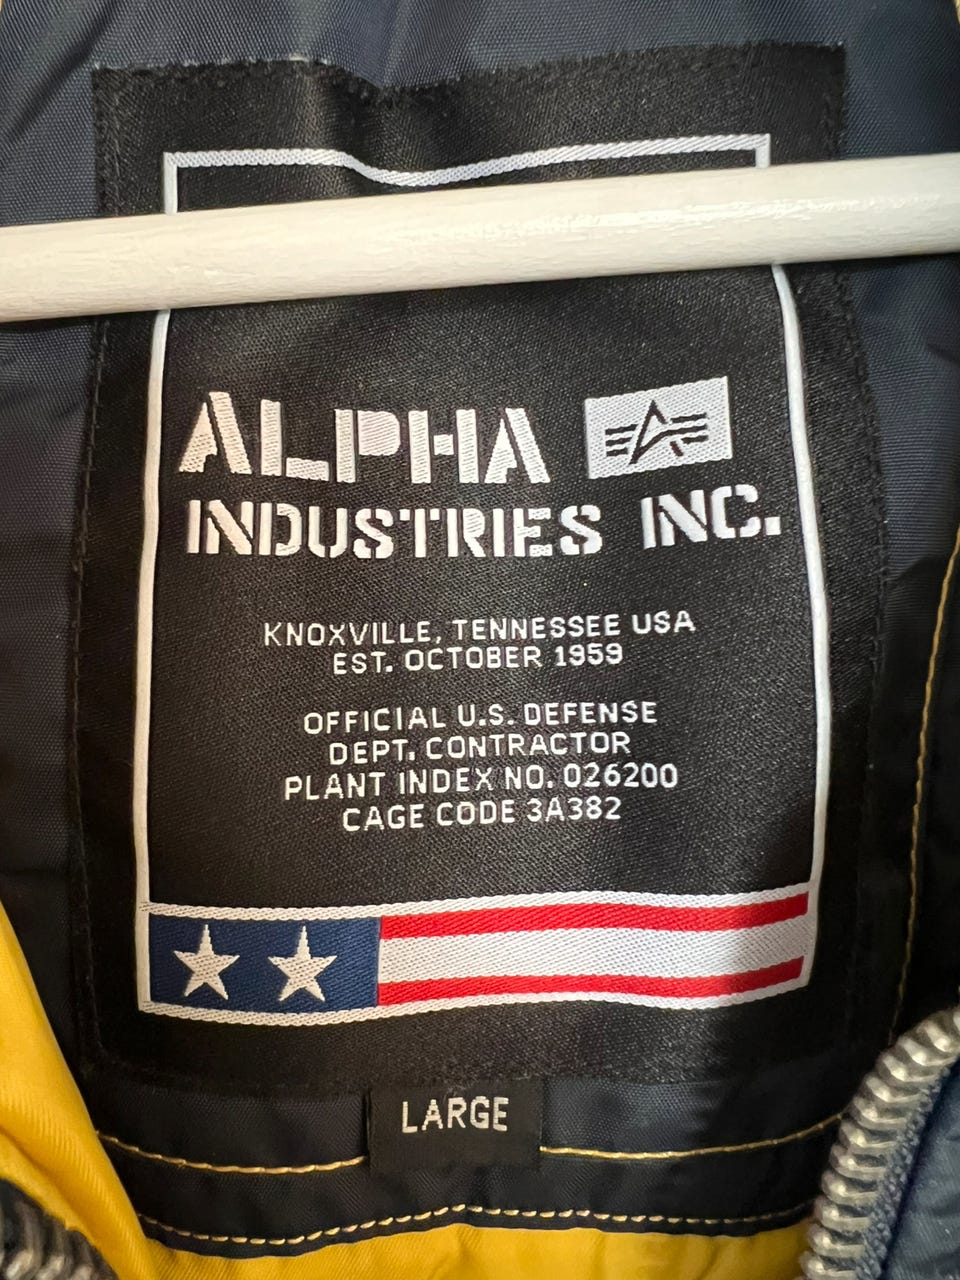 ALPHA
INDUSTRIES INC.
KNOXVILLE, TENNESSEE USA
EST. OCTOBER 1959
OFFICIAL U.S. DEFENSE
DEPT. CONTRACTOR
PLANT INDEX NO. 026200
CAGE CODE 3A382
LARGE